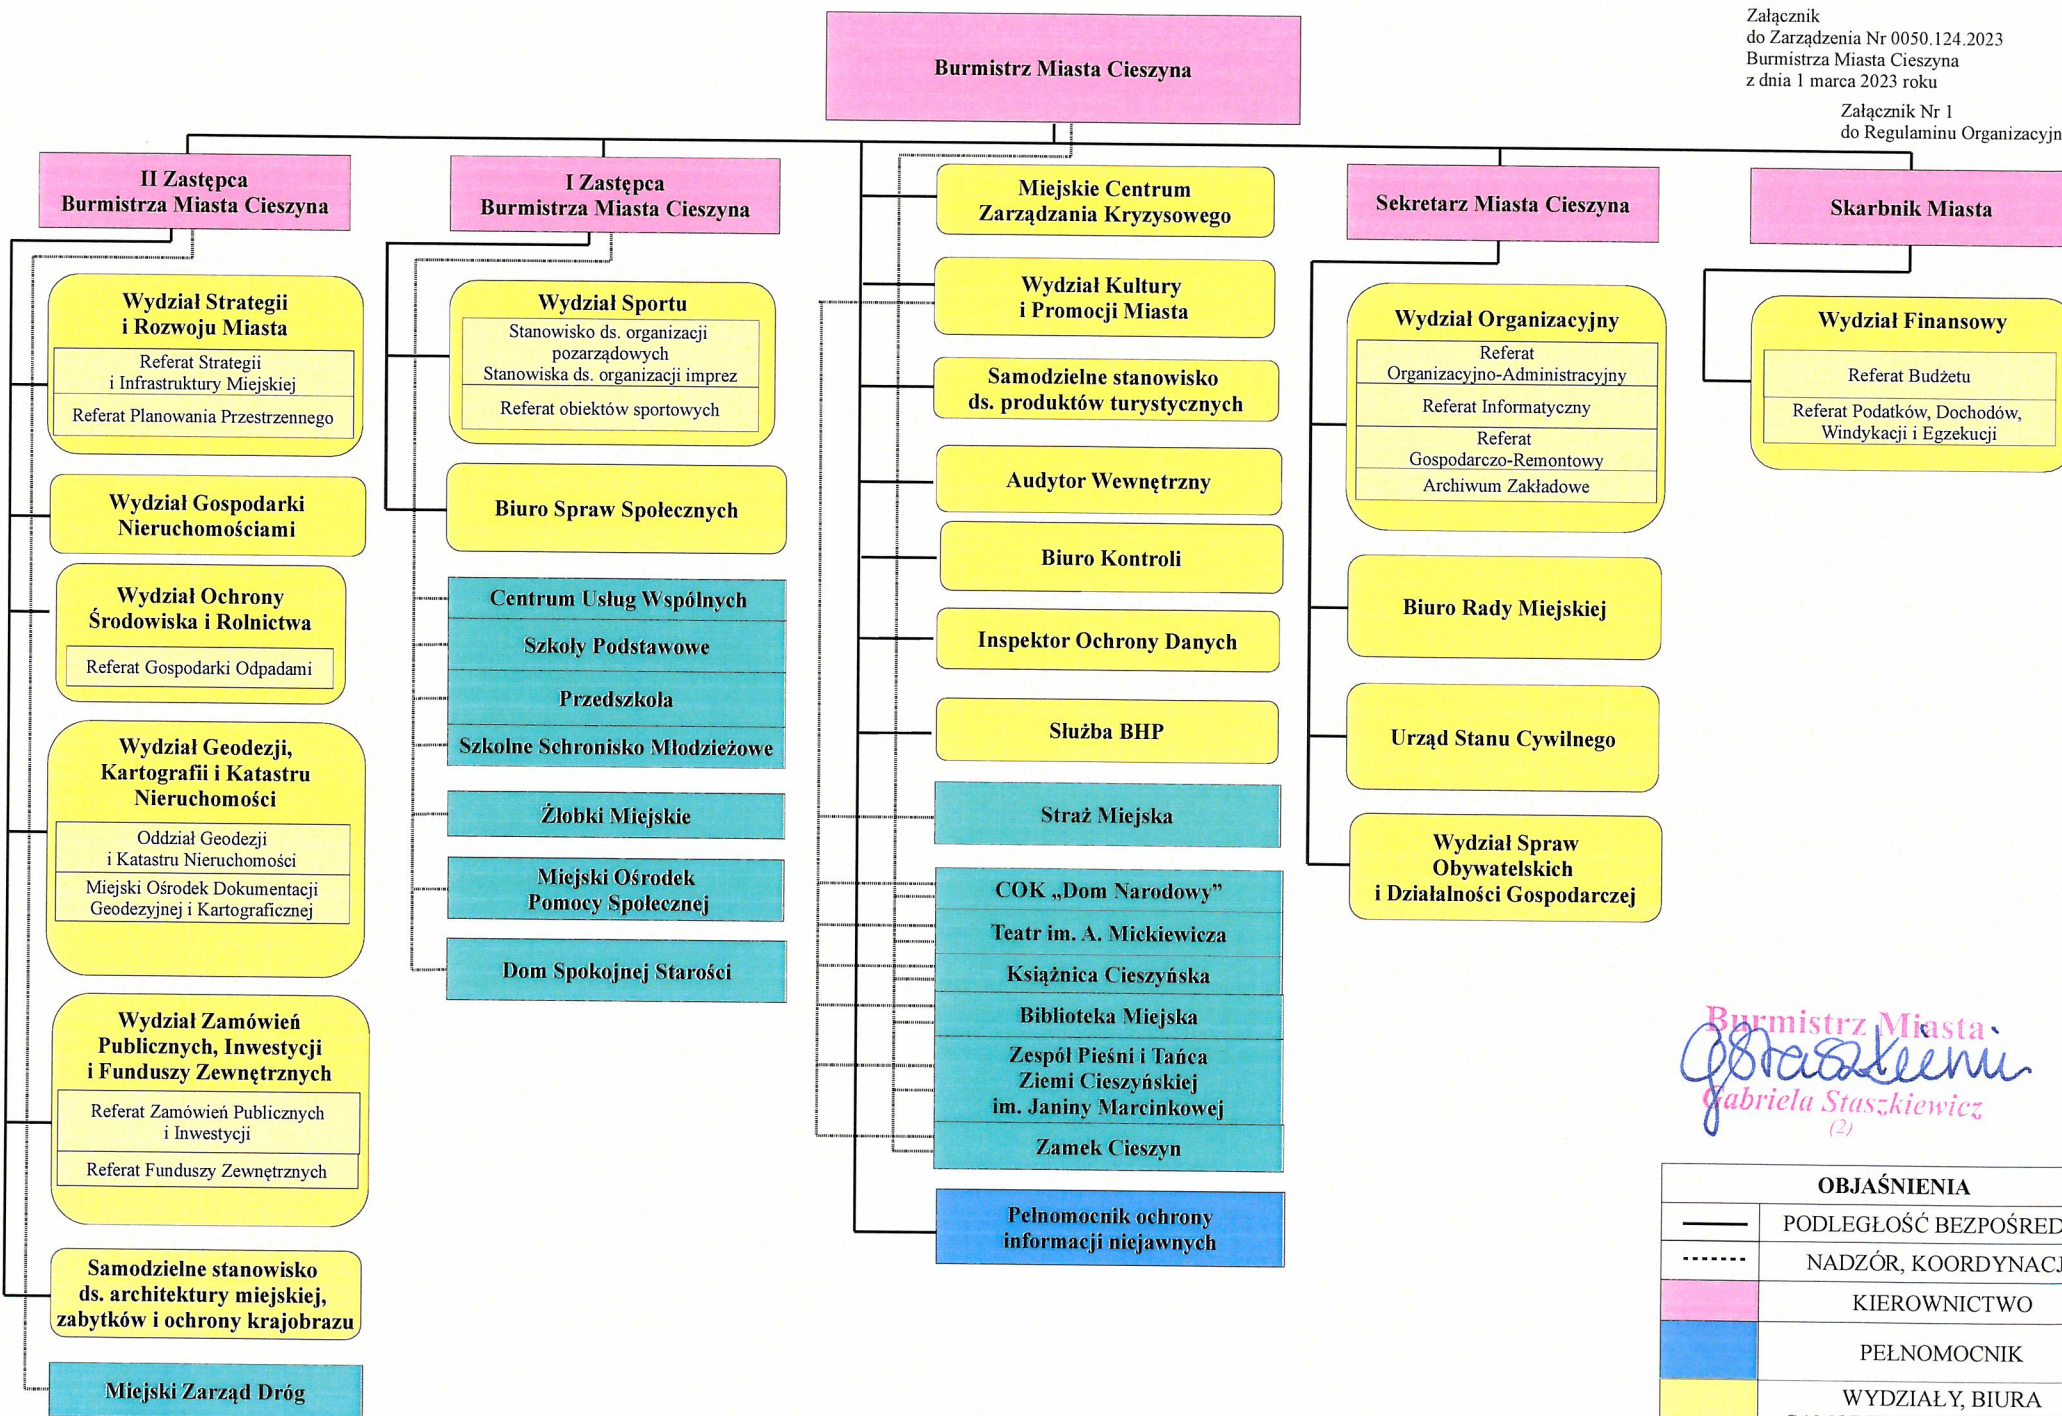 Załącznik
do Zarządzenia Nr 0050.124.2023
Burmistrza Miasta Cieszyna
z dnia 1 marca 2023 roku
Załącznik Nr 1
do Regulaminu
Burmistrz Miasta Cieszyna
II Zastępca
Burmistrza Miasta Cieszyna
Wydział Strategii
i Rozwoju Miasta
Referat Strategii
i Infrastruktury Miejskiej
Referat Planowania Przestrzennego
Wydział Gospodarki
Nieruchomościami
Wydział Ochrony
Środowiska i Rolnictwa
Referat Gospodarki Odpadami
Wydział Geodezji,
Kartografii i Katastru
Nieruchomości
Oddział Geodezji
i Katastru Nieruchomości
Miejski Ośrodek Dokumentacji
Geodezyjnej i Kartograficznej
Wydział Zamówień
Publicznych, Inwestycji
i Funduszy Zewnętrznych
Referat Zamówień Publicznych
i Inwestycji
Referat Funduszy Zewnętrznych
Samodzielne stanowisko
ds. architektury miejskiej,
zabytków i ochrony krajobrazu
Miejski Zarząd Dróg
I Zastępca
Burmistrza Miasta Cieszyna
Wydział Sportu
Stanowisko ds. organizacji
pozarządowych
Stanowiska ds. organizacji imprez
Referat obiektów sportowych
Biuro Spraw Społecznych
Centrum Usług Wspólnych
Szkoły Podstawowe
Przedszkola
Szkolne Schronisko Młodzieżowe
Żłobki Miejskie
Miejski Ośrodek
Pomocy Społecznej
Dom Spokojnej Starości
Miejskie Centrum
Zarządzania Kryzysowego
Wydział Kultury
i Promocji Miasta
Samodzielne stanowisko
ds. produktów turystycznych
Audytor Wewnętrzny
Biuro Kontroli
Inspektor Ochrony Danych
Służba BHP
Straż Miejska
COK „Dom Narodowy”
Teatr im. A. Mickiewicza
Książnica Cieszyńska
Biblioteka Miejska
Zespół Pieśni i Tańca
Ziemi Cieszyńskiej
im. Janiny Marcinkowej
Zamek Cieszyn
Pełnomocnik ochrony
informacji niejawnych
Sekretarz Miasta Cieszyna
Wydział Organizacyjny
Referat
Organizacyjno-Administracyjny
Referat Informatyczny
Referat
Gospodarczo-Remontowy
Archiwum Zakładowe
Biuro Rady Miejskiej
Urząd Stanu Cywilnego
Wydział Spraw
Obywatelskich
i Działalności Gospodarczej
Skarbnik Miasta
Wydział Finansowy
Referat Budżetu
Referat Podatków, Dochodów,
Windykacji i Egzekucji
Burmistrz Miasta
Gabriela Staszkiewicz
(2)
OBJAŚNIENIA
PODLEGŁOŚĆ
NADZÓR,
KIEROWNICTWO
PEŁNOMOCNIK
WYDZIAŁY, BIURA